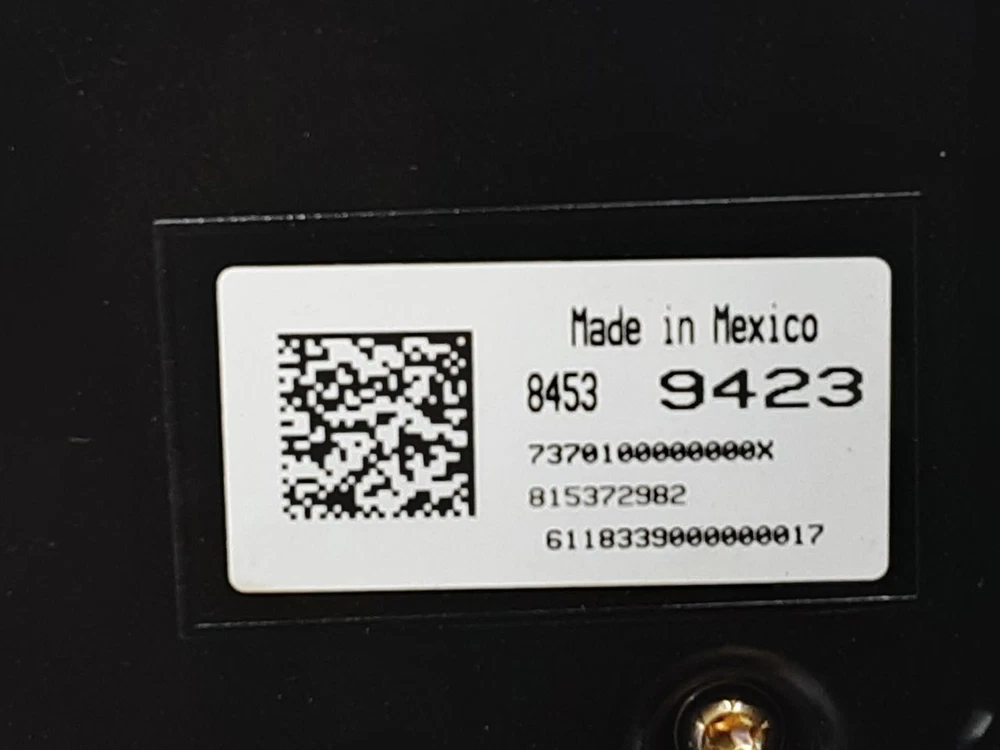 Made in Mexico
8453 9423
7370100000000X
815372982
6118339000000017